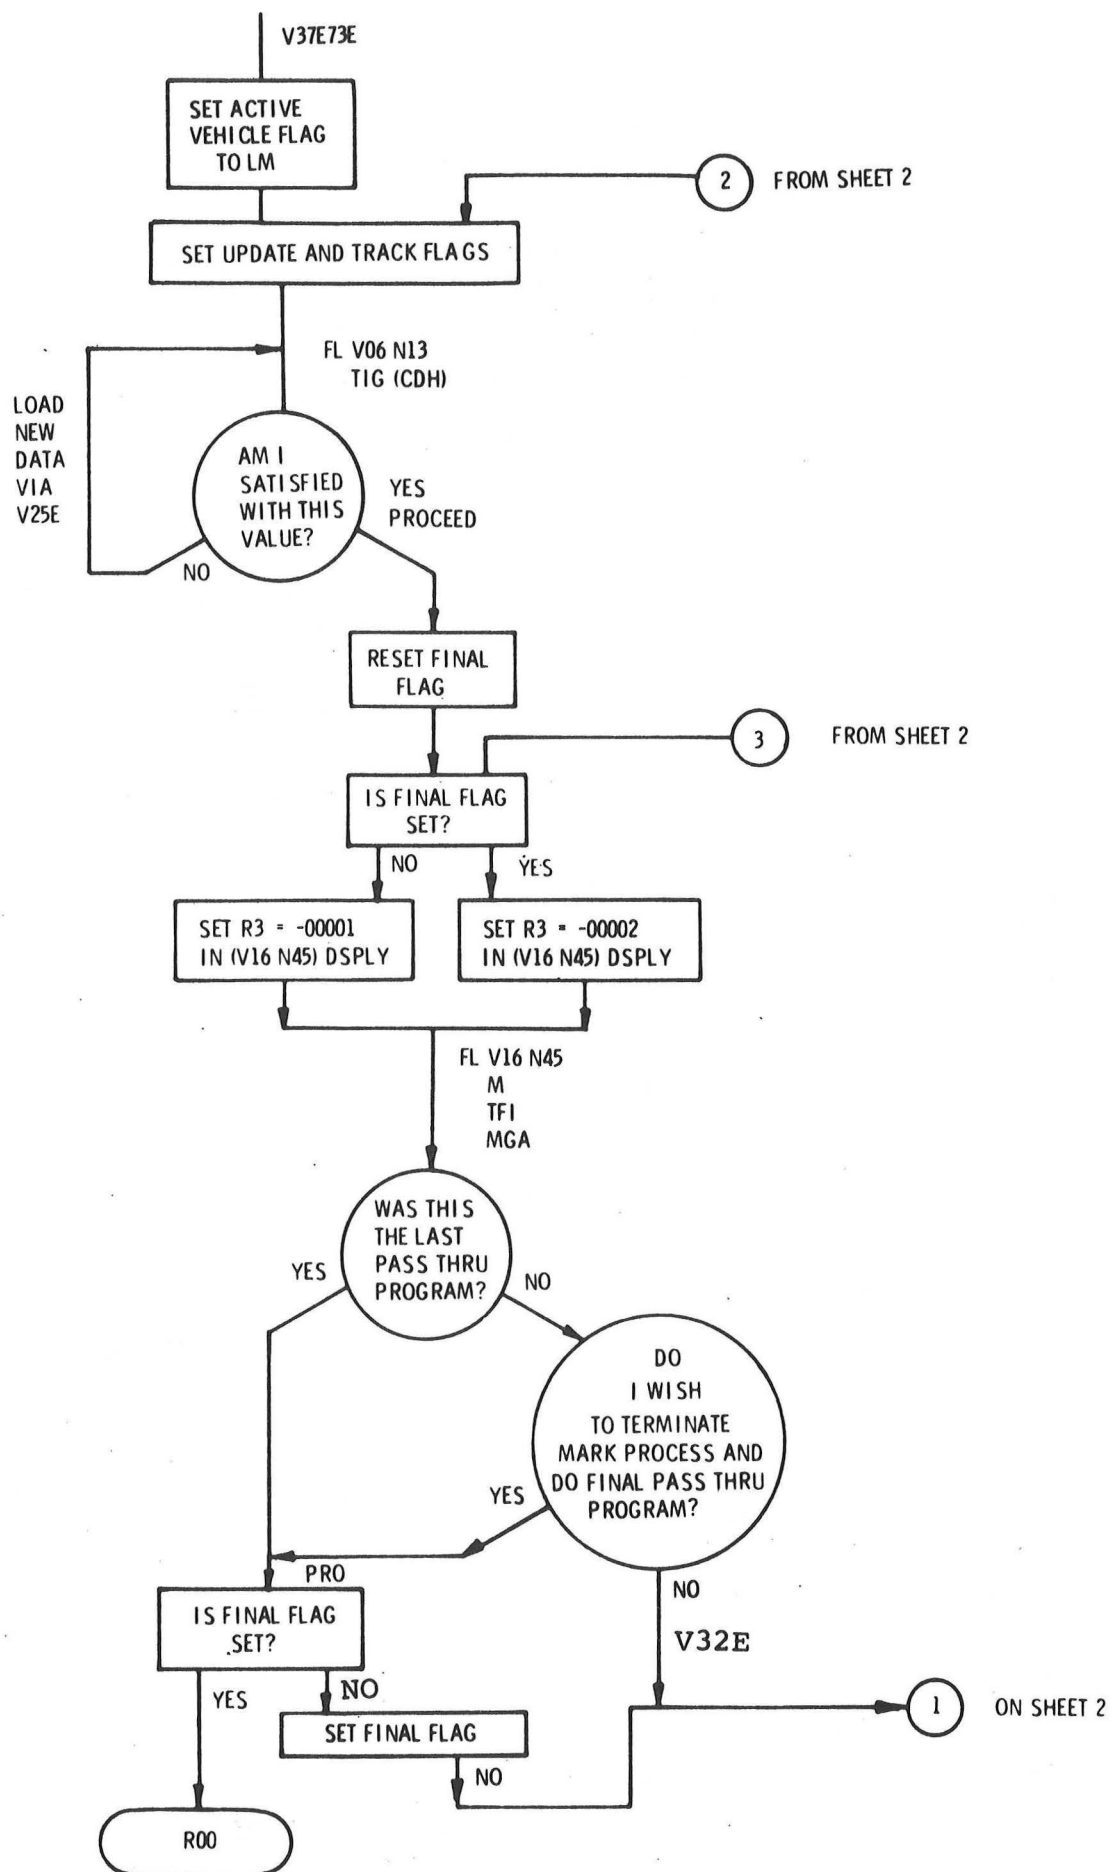 V37E73E
SET ACTIVE
VEHICLE FLAG
TO LM
2 FROM SHEET 2
SET UPDATE AND TRACK FLAGS
FL V06 N13
TIG (CDH)
LOAD
NEW
DATA
VIA
V25E
AM I
SATISFIED
WITH THIS
VALUE?
YES
PROCEED
NO
RESET FINAL
FLAG
3 FROM SHEET 2
IS FINAL FLAG
SET?
NO
YES
SET R3 = -00001
IN (V16 N45) DSPLY
SET R3 = -00002
IN (V16 N45) DSPLY
FL V16 N45
M
TFI
MGA
WAS THIS
THE LAST
PASS THRU
PROGRAM?
YES
NO
DO
I WISH
TO TERMINATE
MARK PROCESS AND
DO FINAL PASS THRU
PROGRAM?
YES
PRO
NO
V32E
IS FINAL FLAG
SET?
YES
NO
1 ON SHEET 2
SET FINAL FLAG
NO
R00